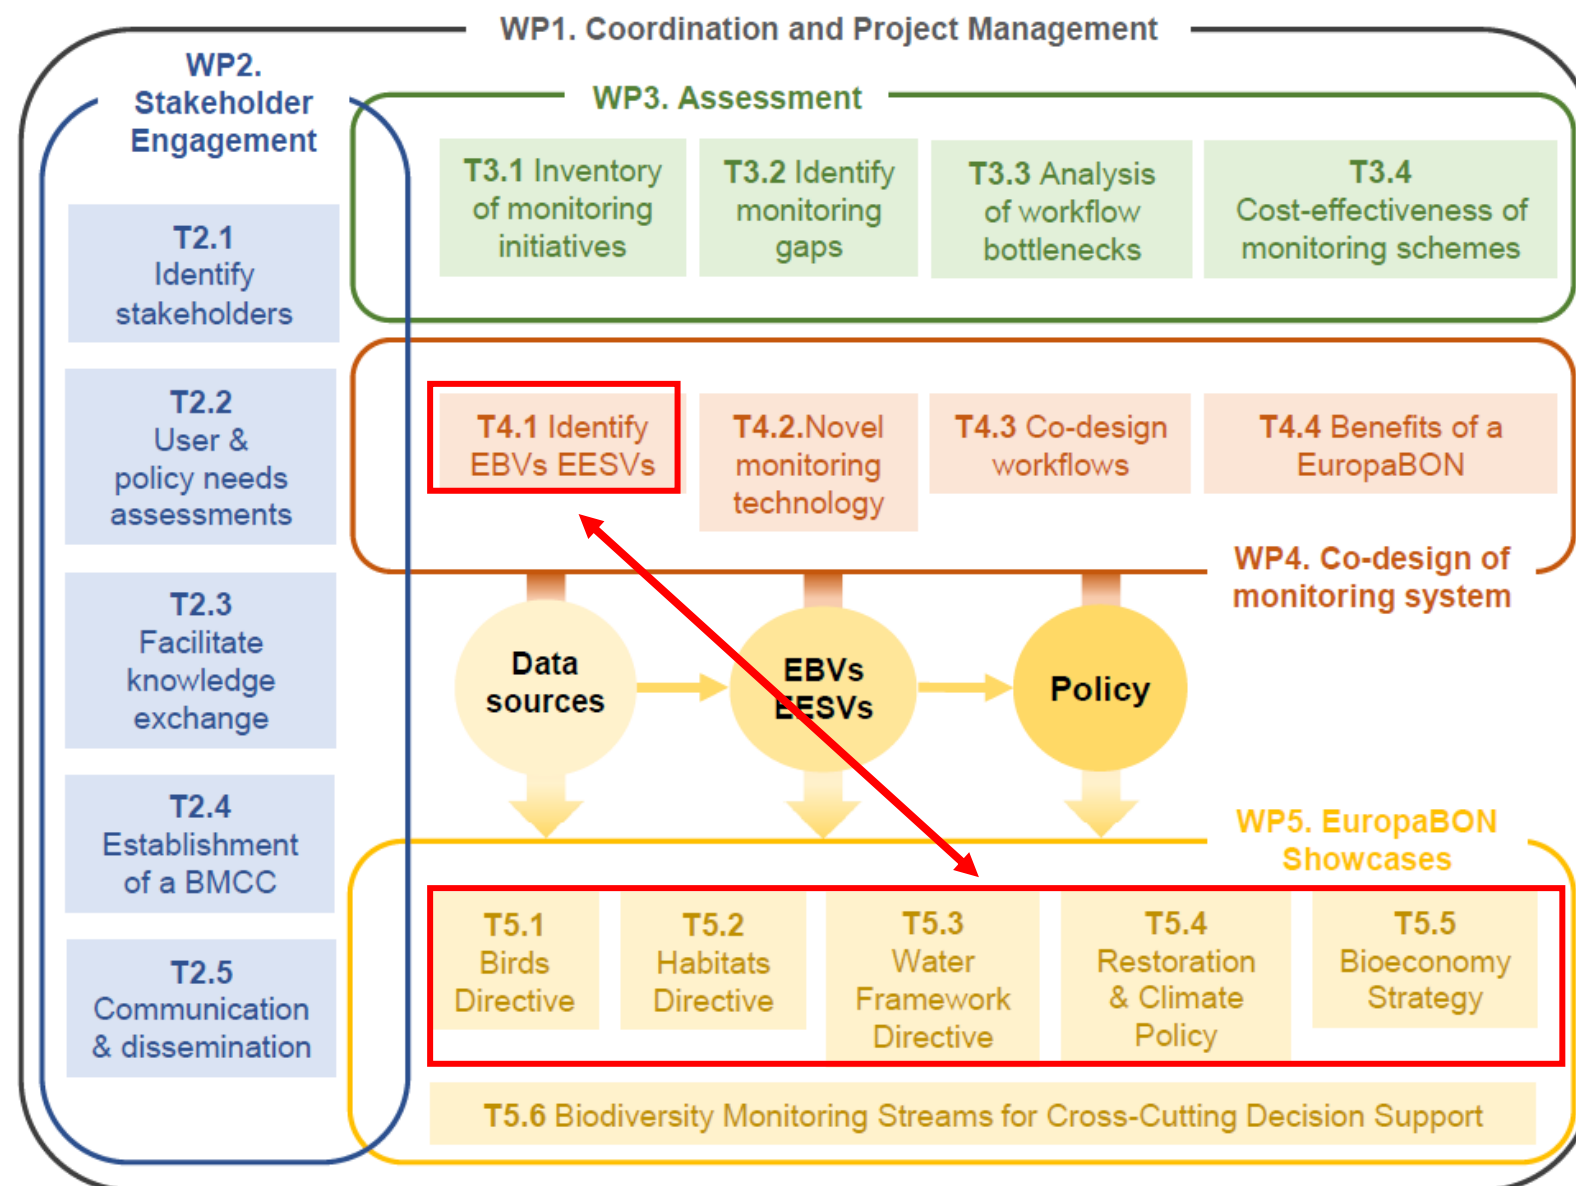 WP1. Coordination and Project Management
WP2.
Stakeholder
Engagement
T2.1
Identify
stakeholders
T2.2
User &
policy needs
assessments
T2.3
Facilitate
knowledge
exchange
T2.4
Establishment
of a BMCC
T2.5
Communication
& dissemination
WP3. Assessment
T3.1 Inventory
of monitoring
initiatives
T3.2 Identify
monitoring
gaps
T3.3 Analysis
of workflow
bottlenecks
T3.4
Cost-effectiveness of
monitoring schemes
T4.1 Identify
EBVs EESVs
T4.2.Novel
monitoring
technology
T4.3 Co-design
workflows
T4.4 Benefits of a
EuropaBON
WP4. Co-design of
monitoring system
Data
sources
EBVs
EESVs
Policy
WP5. EuropaBON
Showcases
T5.1
Birds
Directive
T5.2
Habitats
Directive
T5.3
Water
Framework
Directive
T5.4
Restoration
& Climate
Policy
T5.5
Bioeconomy
Strategy
T5.6 Biodiversity Monitoring Streams for Cross-Cutting Decision Support